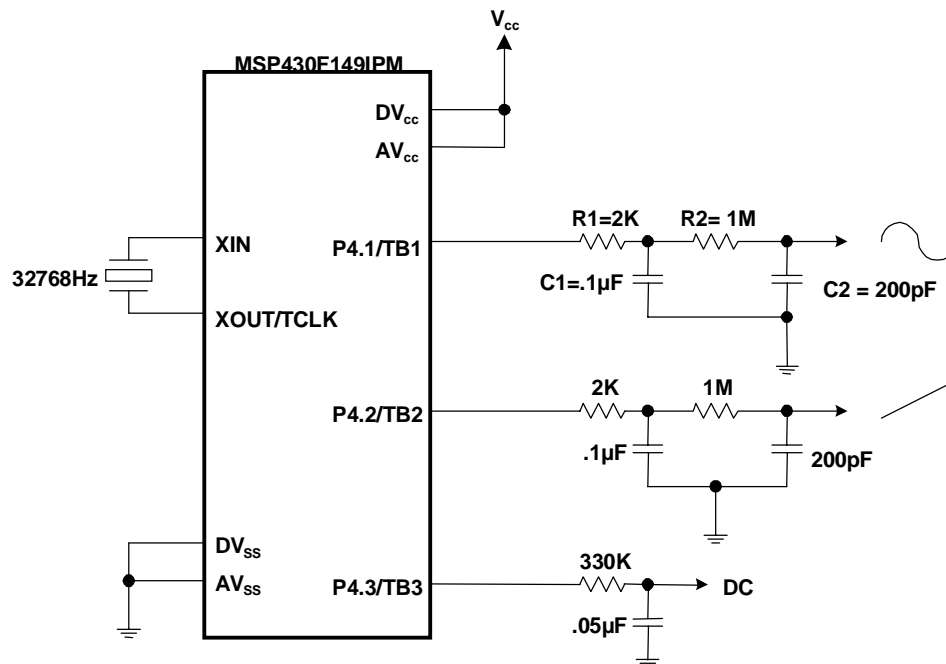 Vcc
MSP430F149IPM
DVcc
AVcc
R1=2K
R2= 1M
XIN
P4.1/TB1
32768Hz
C1=.1µF
C2 = 200pF
XOUT/TCLK
2K
1M
P4.2/TB2
.1µF
200pF
DVSS
330K
AVSS
P4.3/TB3
DC
.05µF